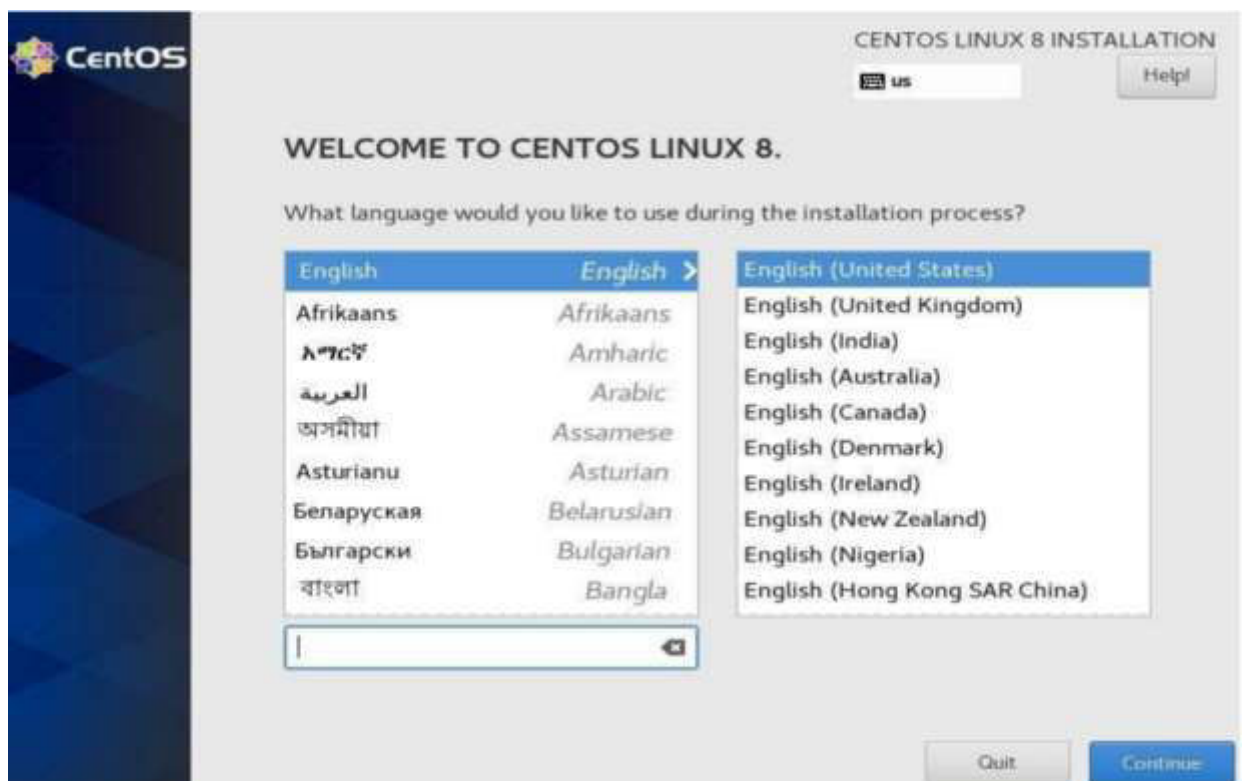 CentOS
CENTOS LINUX 8 INSTALLATION
us
Help!
WELCOME TO CENTOS LINUX 8.
What language would you like to use during the installation process?
English English
Afrikaans Afrikaans
አማርኛ Amharic
العربية Arabic
অসমীয়া Assamese
Asturianu Asturian
Беларуская Belarusian
Български Bulgarian
বাংলা Bangla
English (United States)
English (United Kingdom)
English (India)
English (Australia)
English (Canada)
English (Denmark)
English (Ireland)
English (New Zealand)
English (Nigeria)
English (Hong Kong SAR China)
Quit
Continue